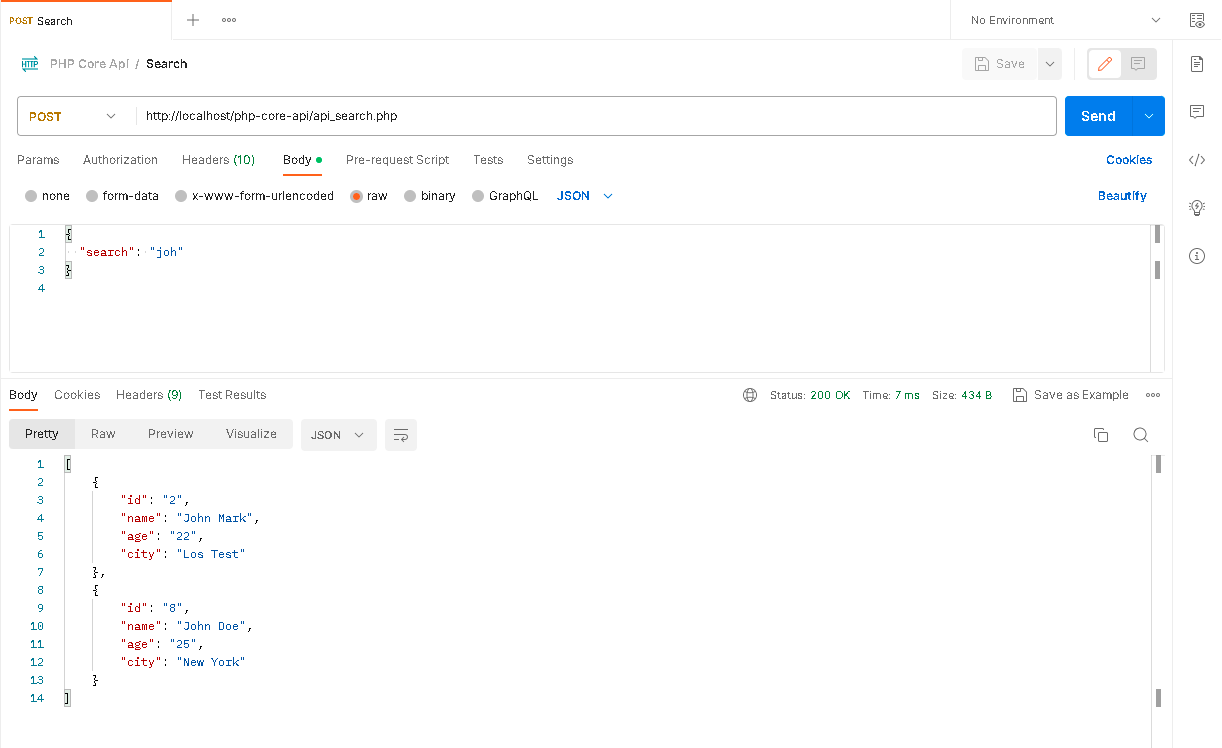 POST Search
No Environment
HTTP PHP Core Api / Search
Save
POST http://localhost/php-core-api/api_search.php
Send
Params Authorization Headers (10) Body Pre-request Script Tests Settings Cookies
none form-data x-www-form-urlencoded raw binary GraphQL JSON Beautify
1 {
2 "search": "joh"
3 }
4
Body Cookies Headers (9) Test Results Status: 200 OK Time: 7 ms Size: 434 B Save as Example
Pretty Raw Preview Visualize JSON
1 [
2 {
3 "id": "2",
4 "name": "John Mark",
5 "age": "22",
6 "city": "Los Test"
7 },
8 {
9 "id": "8",
10 "name": "John Doe",
11 "age": "25",
12 "city": "New York"
13 }
14 ]